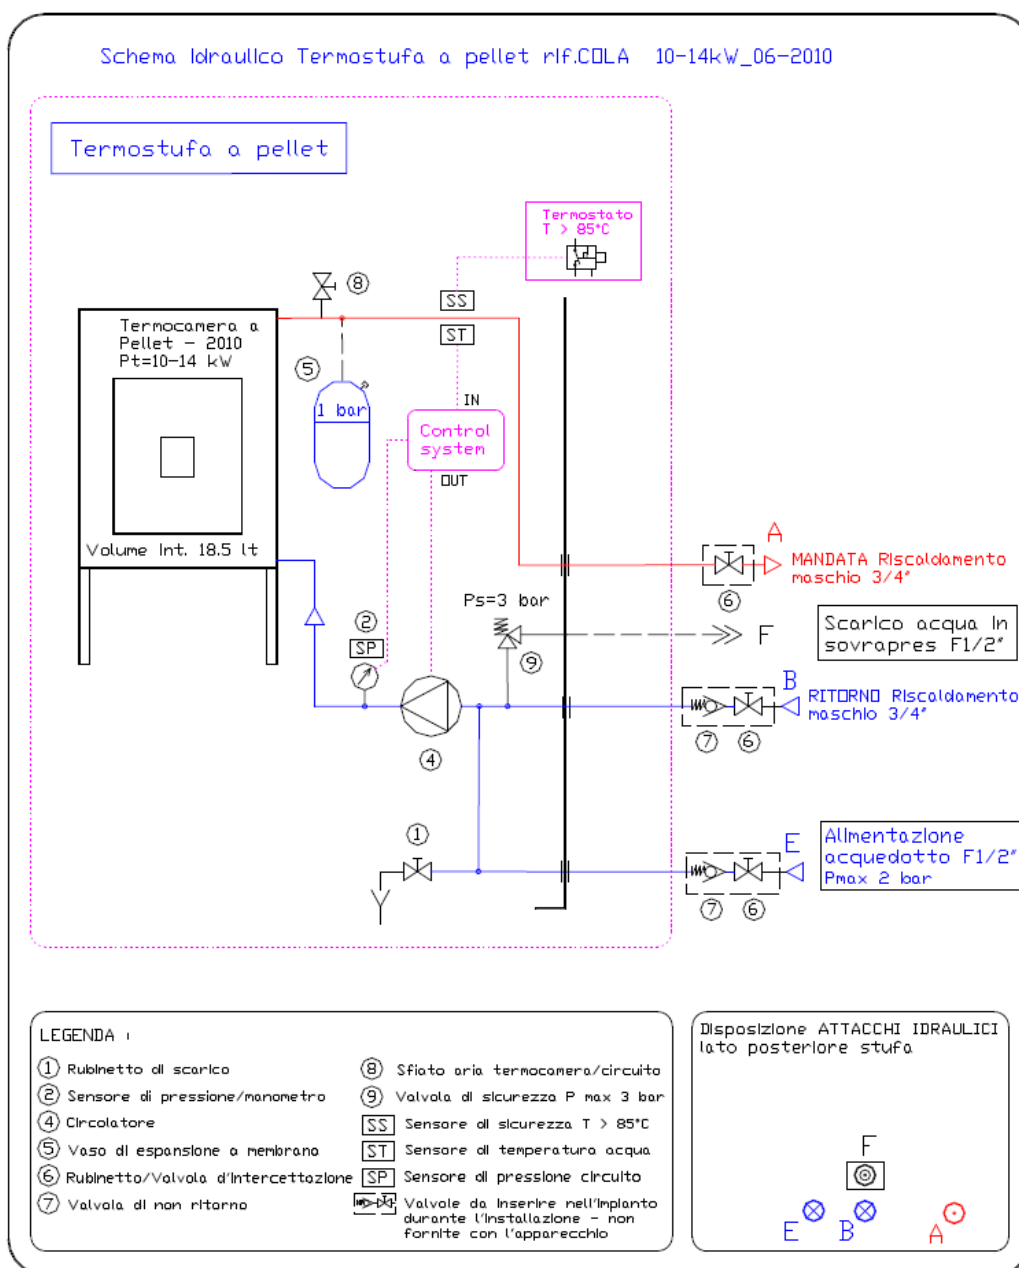 Schema Idraulico Termostufa a pellet rif.COLA 10-14kW_06-2010
Termostufa a pellet
Termostato
T > 85°C
8
SS
ST
Termocamera a
Pellet - 2010
Pt=10-14 kW
5
1 bar
IN
Control
system
OUT
Volume Int. 18.5 lt
A
MANDATA Riscaldamento
maschio 3/4"
6
Ps=3 bar
2
SP
9
F
Scarico acqua in
sovrapres F1/2"
B
RITORNO Riscaldamento
maschio 3/4"
7
6
4
1
E
Alimentazione
acquedotto F1/2"
Pmax 2 bar
7
6
LEGENDA :
1 Rubinetto di scarico
2 Sensore di pressione/manometro
4 Circolatore
5 Vaso di espansione a membrana
6 Rubinetto/Valvola d'intercettazione
7 Valvola di non ritorno
8 Sfiato aria termocamera/circuito
9 Valvola di sicurezza P max 3 bar
SS Sensore di sicurezza T > 85°C
ST Sensore di temperatura acqua
SP Sensore di pressione circuito
Valvole da inserire nell'impianto
durante l'installazione - non
fornite con l'apparecchio
Disposizione ATTACCHI IDRAULICI
lato posteriore stufa
F
E
B
A